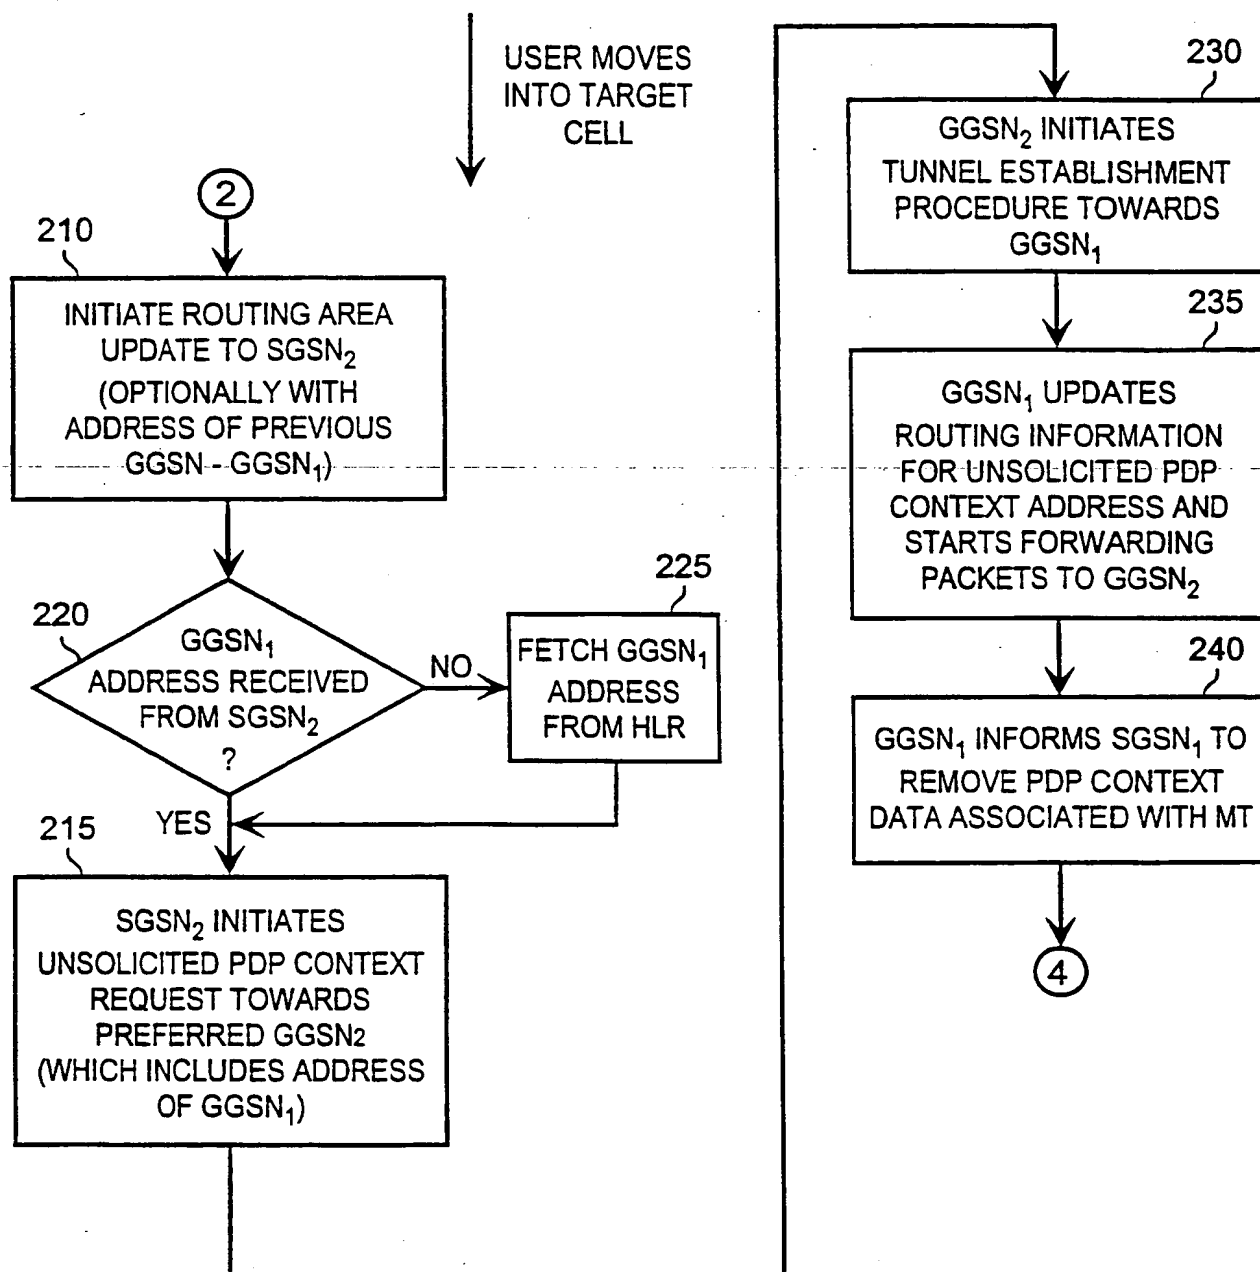 USER MOVES
INTO TARGET
CELL
2
210
INITIATE ROUTING AREA
UPDATE TO SGSN₂
(OPTIONALLY WITH
ADDRESS OF PREVIOUS
GGSN - GGSN₁)
220
GGSN₁
ADDRESS RECEIVED
FROM SGSN₂
?
NO
225
FETCH GGSN₁
ADDRESS
FROM HLR
YES
215
SGSN₂ INITIATES
UNSOLICITED PDP CONTEXT
REQUEST TOWARDS
PREFERRED GGSN2
(WHICH INCLUDES ADDRESS
OF GGSN₁)
230
GGSN₂ INITIATES
TUNNEL ESTABLISHMENT
PROCEDURE TOWARDS
GGSN₁
235
GGSN₁ UPDATES
ROUTING INFORMATION
FOR UNSOLICITED PDP
CONTEXT ADDRESS AND
STARTS FORWARDING
PACKETS TO GGSN₂
240
GGSN₁ INFORMS SGSN₁ TO
REMOVE PDP CONTEXT
DATA ASSOCIATED WITH MT
4